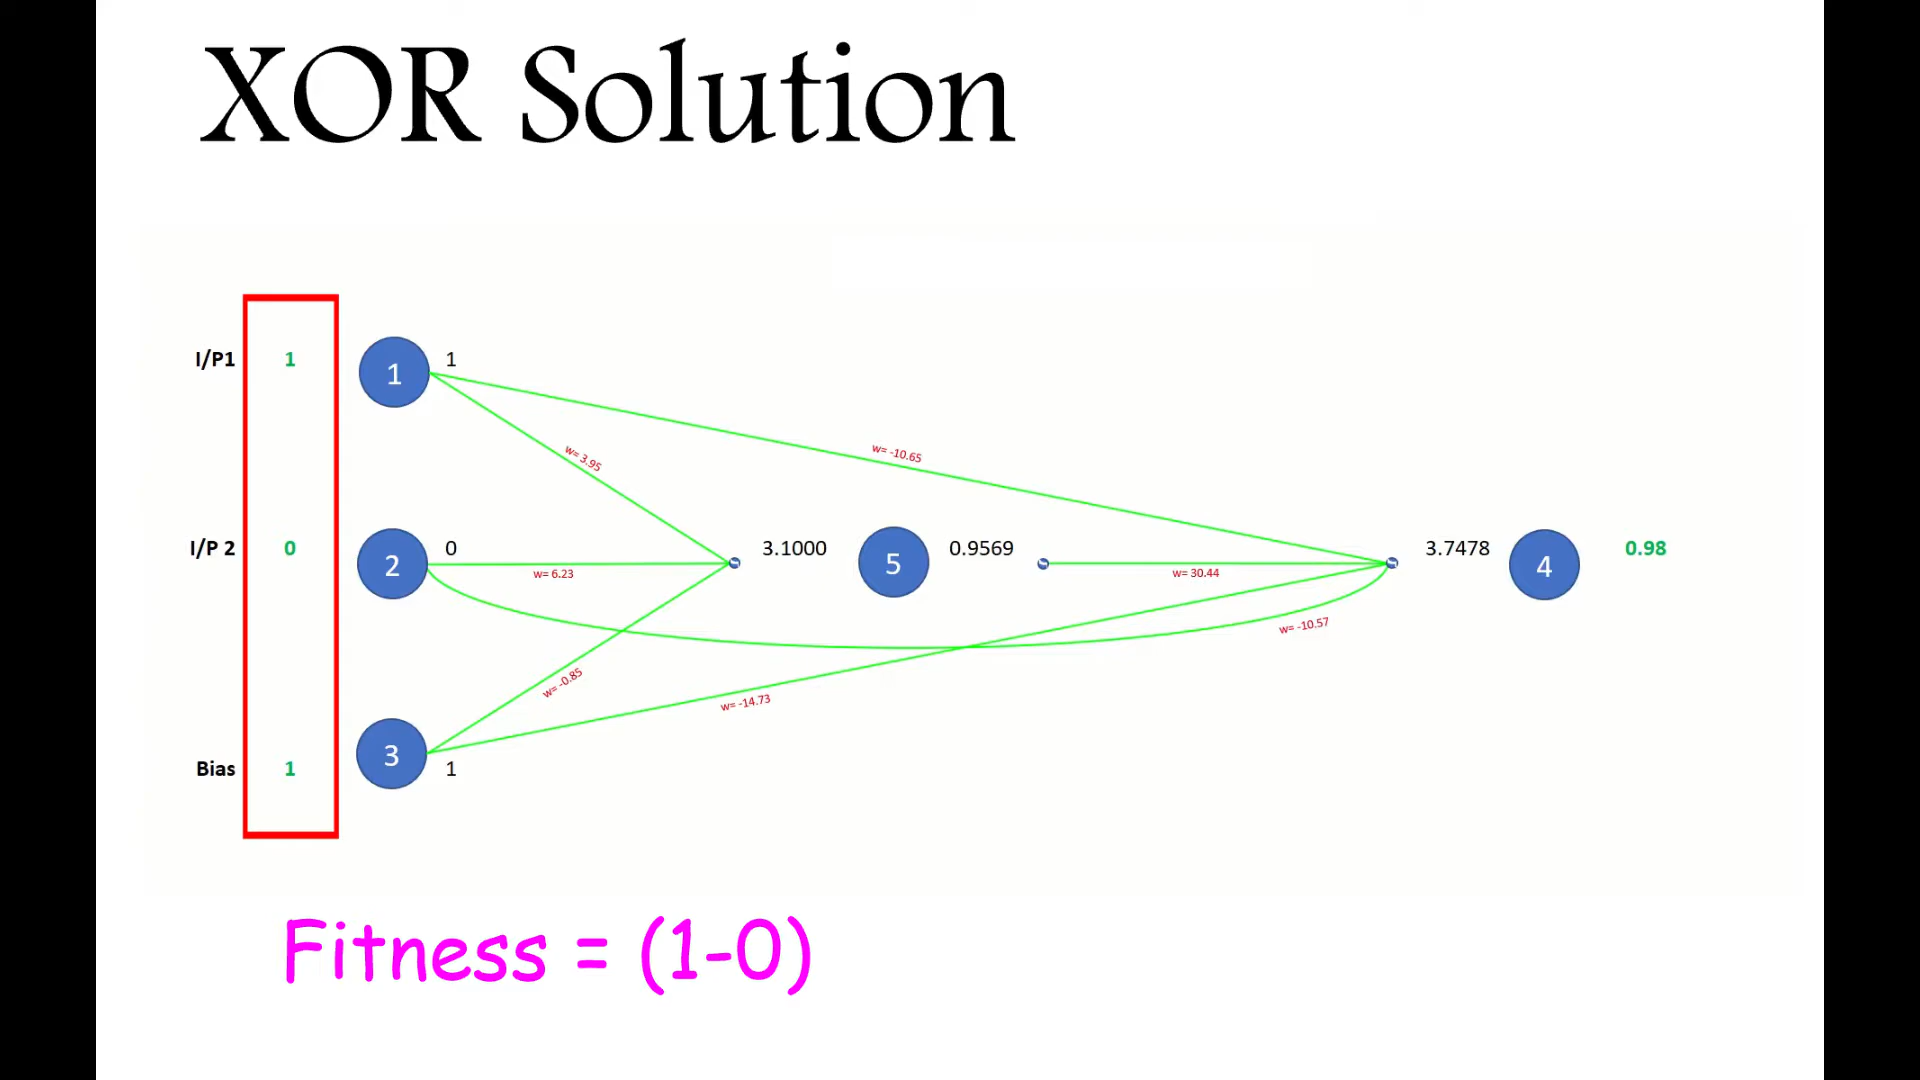 XOR Solution
I/P1 1 1 1
w= 3.95
w= -10.65
I/P 2 0 2 0
w= 6.23
3.1000 5 0.9569
w= 30.44
3.7478 4 0.98
w= -10.57
w= -0.85
w= -14.73
Bias 1 3 1
Fitness = (1-0)